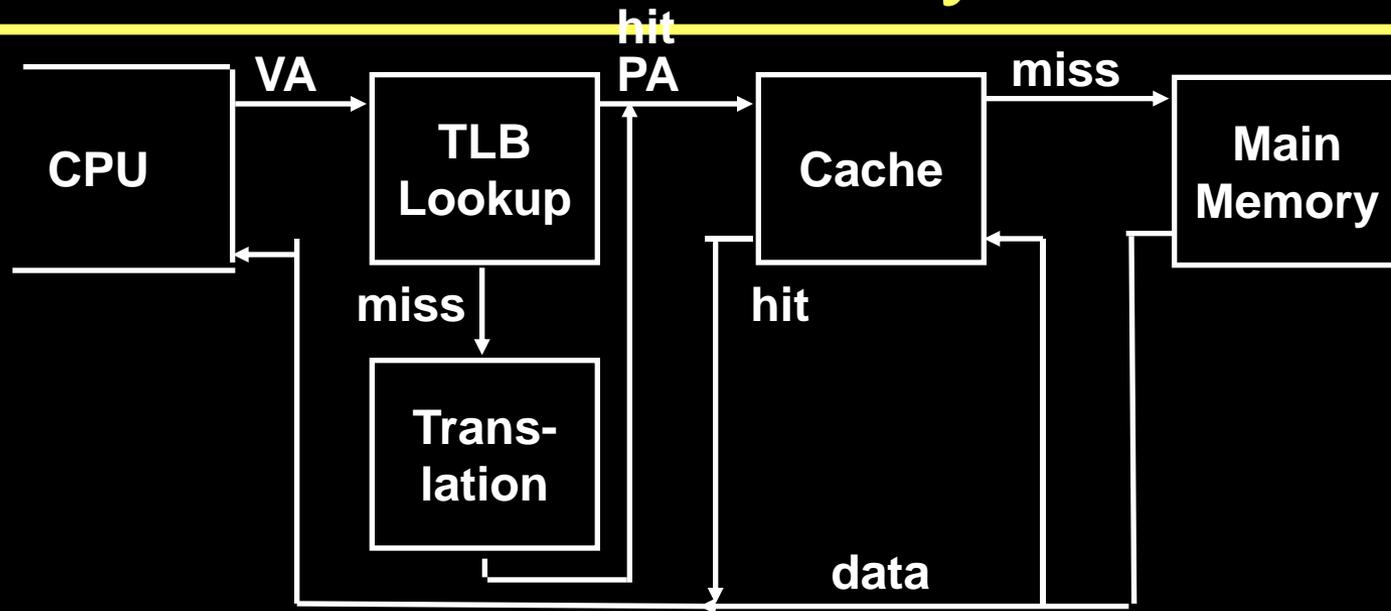 hit
VA
PA
miss
CPU
TLB
Lookup
Cache
Main
Memory
miss
hit
Trans-
lation
data